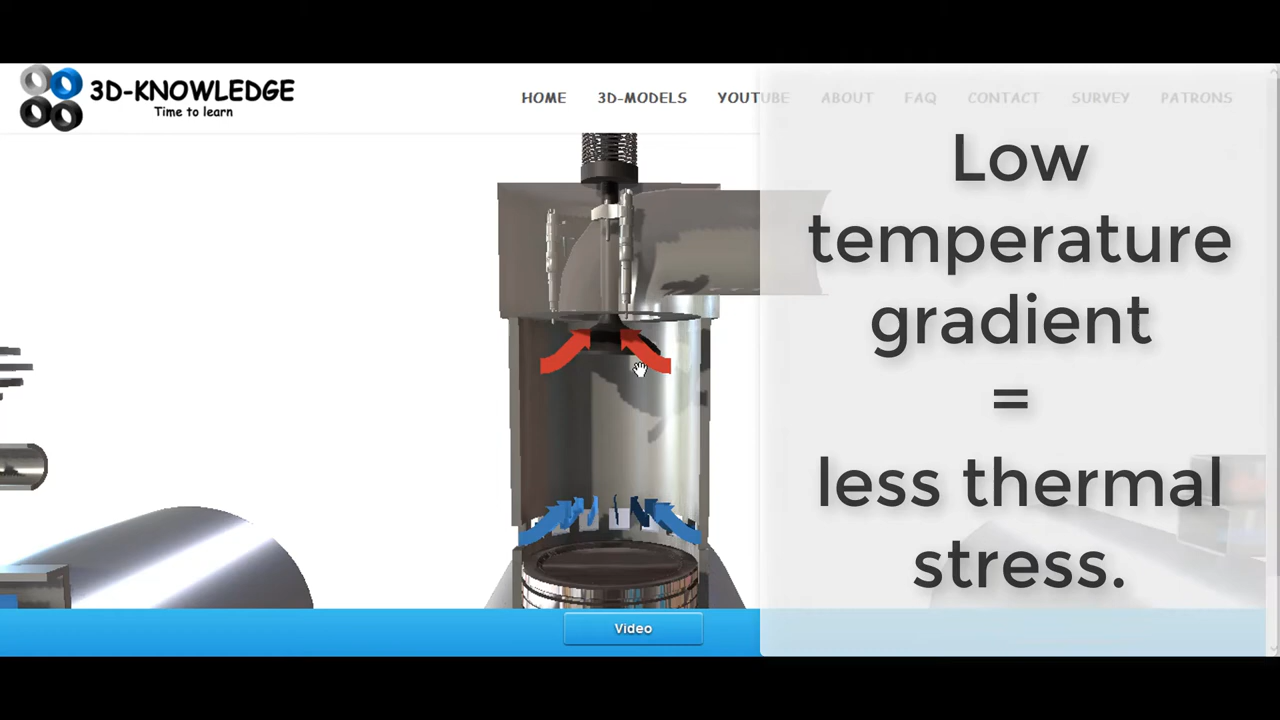 3D-KNOWLEDGE
Time to learn
HOME 3D-MODELS YOUTUBE ABOUT FAQ CONTACT SURVEY PATRONS
Low
temperature
gradient
=
less thermal
stress.
Video